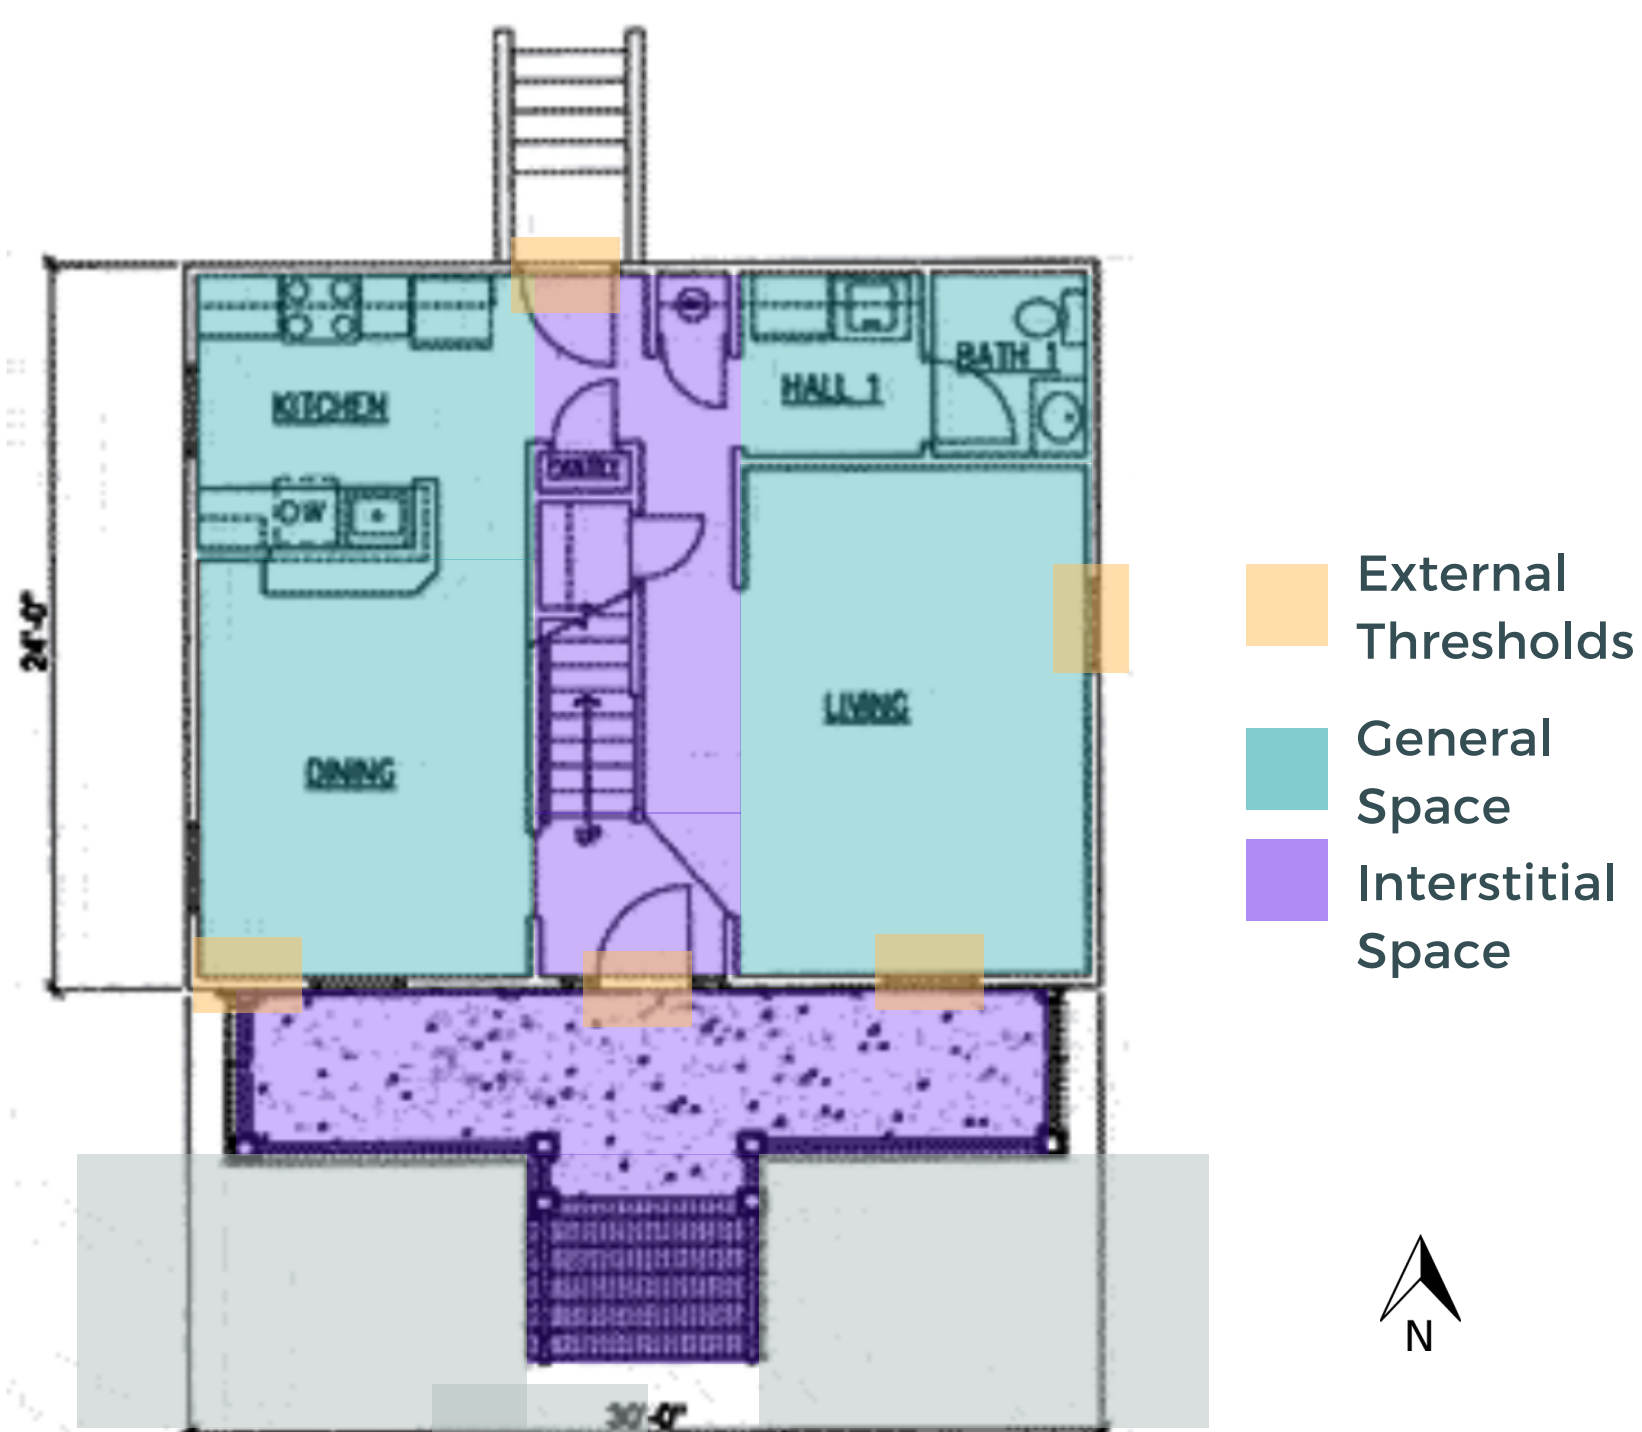 KITCHEN
BATH 1
HALL 1
PANTRY
DW
24'-0"
LIVING
DINING
UP
30'-0"
External
Thresholds
General
Space
Interstitial
Space
N